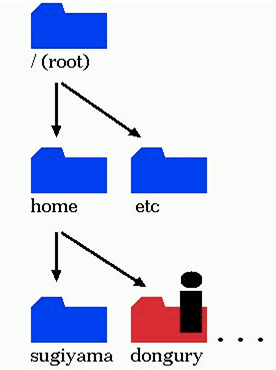 / (root)
home etc
sugiyama dongury . . .